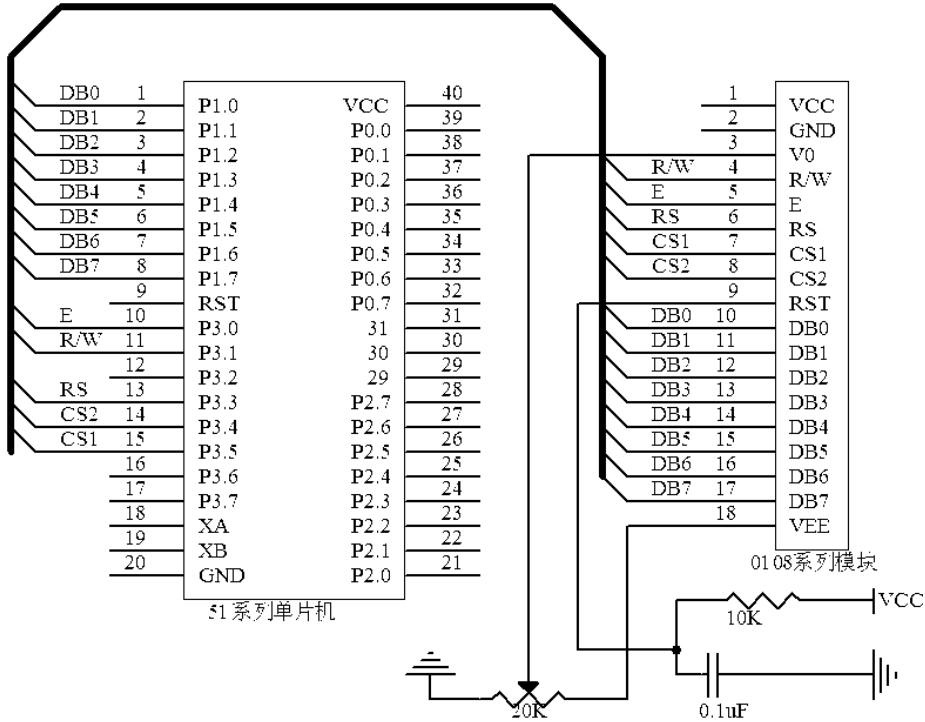 DB0 1 P1.0 VCC 40
DB1 2 P1.1 P0.0 39
DB2 3 P1.2 P0.1 38
DB3 4 P1.3 P0.2 37
DB4 5 P1.4 P0.3 36
DB5 6 P1.5 P0.4 35
DB6 7 P1.6 P0.5 34
DB7 8 P1.7 P0.6 33
9 RST P0.7 32
E 10 P3.0 31 31
R/W 11 P3.1 30 30
12 P3.2 29 29
RS 13 P3.3 P2.7 28
CS2 14 P3.4 P2.6 27
CS1 15 P3.5 P2.5 26
16 P3.6 P2.4 25
17 P3.7 P2.3 24
18 XA P2.2 23
19 XB P2.1 22
20 GND P2.0 21
51系列单片机
1 VCC
2 GND
3 V0
R/W 4 R/W
E 5 E
RS 6 RS
CS1 7 CS1
CS2 8 CS2
9 RST
DB0 10 DB0
DB1 11 DB1
DB2 12 DB2
DB3 13 DB3
DB4 14 DB4
DB5 15 DB5
DB6 16 DB6
DB7 17 DB7
18 VEE
0108系列模块
VCC
10K
20K
0.1uF